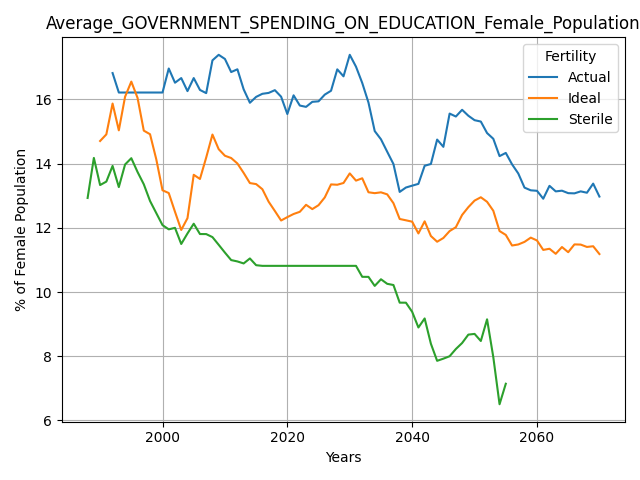 Average_GOVERNMENT_SPENDING_ON_EDUCATION_Female_Population
Fertility
Actual
Ideal
Sterile
% of Female Population
16
14
12
10
8
6
2000
2020
2040
2060
Years